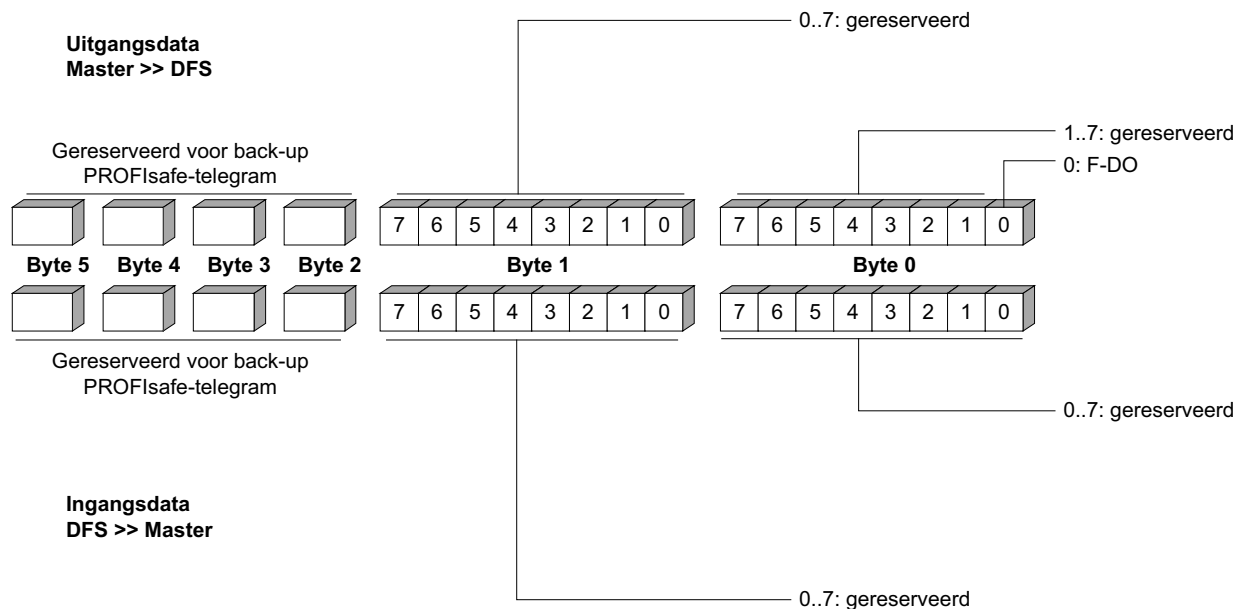 0..7: gereserveerd
Uitgangsdata
Master >> DFS
1..7: gereserveerd
Gereserveerd voor back-up
PROFIsafe-telegram
0: F-DO
7 6 5 4 3 2 1 0 7 6 5 4 3 2 1 0
Byte 5 Byte 4 Byte 3 Byte 2 Byte 1 Byte 0
7 6 5 4 3 2 1 0 7 6 5 4 3 2 1 0
Gereserveerd voor back-up
PROFIsafe-telegram
0..7: gereserveerd
Ingangsdata
DFS >> Master
0..7: gereserveerd